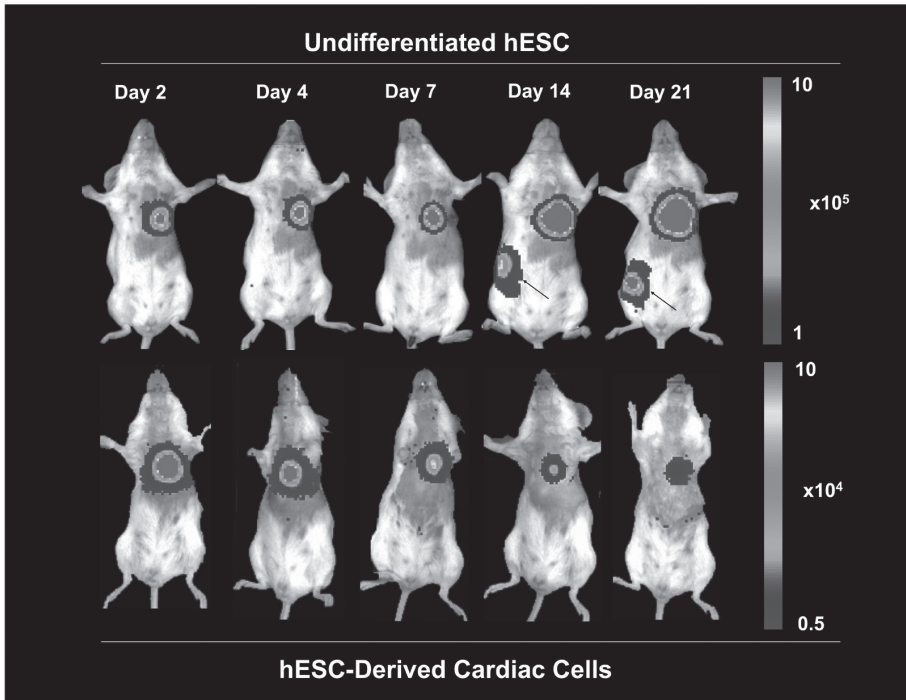 Undifferentiated hESC
Day 2 Day 4 Day 7 Day 14 Day 21
10
x10⁵
1
10
x10⁴
0.5
hESC-Derived Cardiac Cells